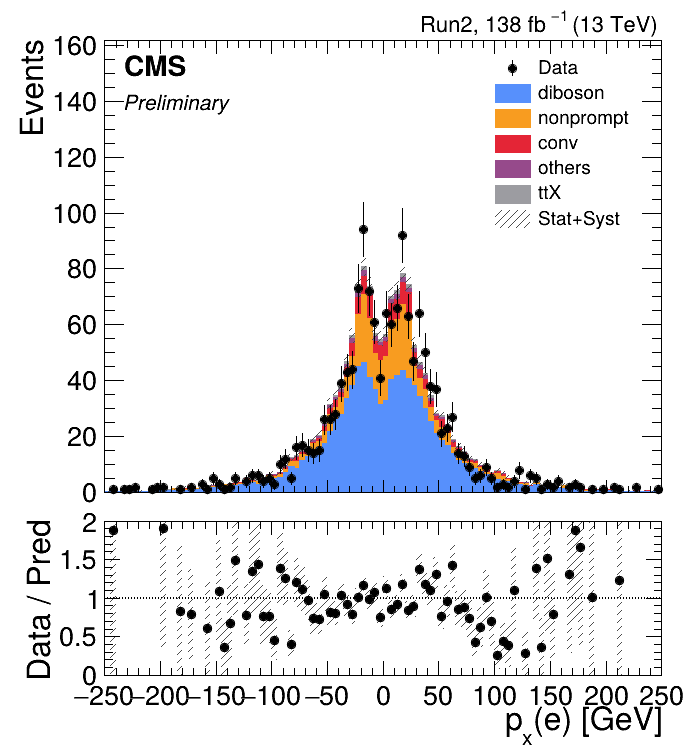 Run2, 138 fb⁻¹ (13 TeV)
CMS
Preliminary
Events
160
140
120
100
80
60
40
20
0
Data
diboson
nonprompt
conv
others
ttX
Stat+Syst
Data / Pred
2
1.5
1
0.5
0
−250 −200 −150 −100 −50 0 50 100 150 200 250
pₓ(e) [GeV]